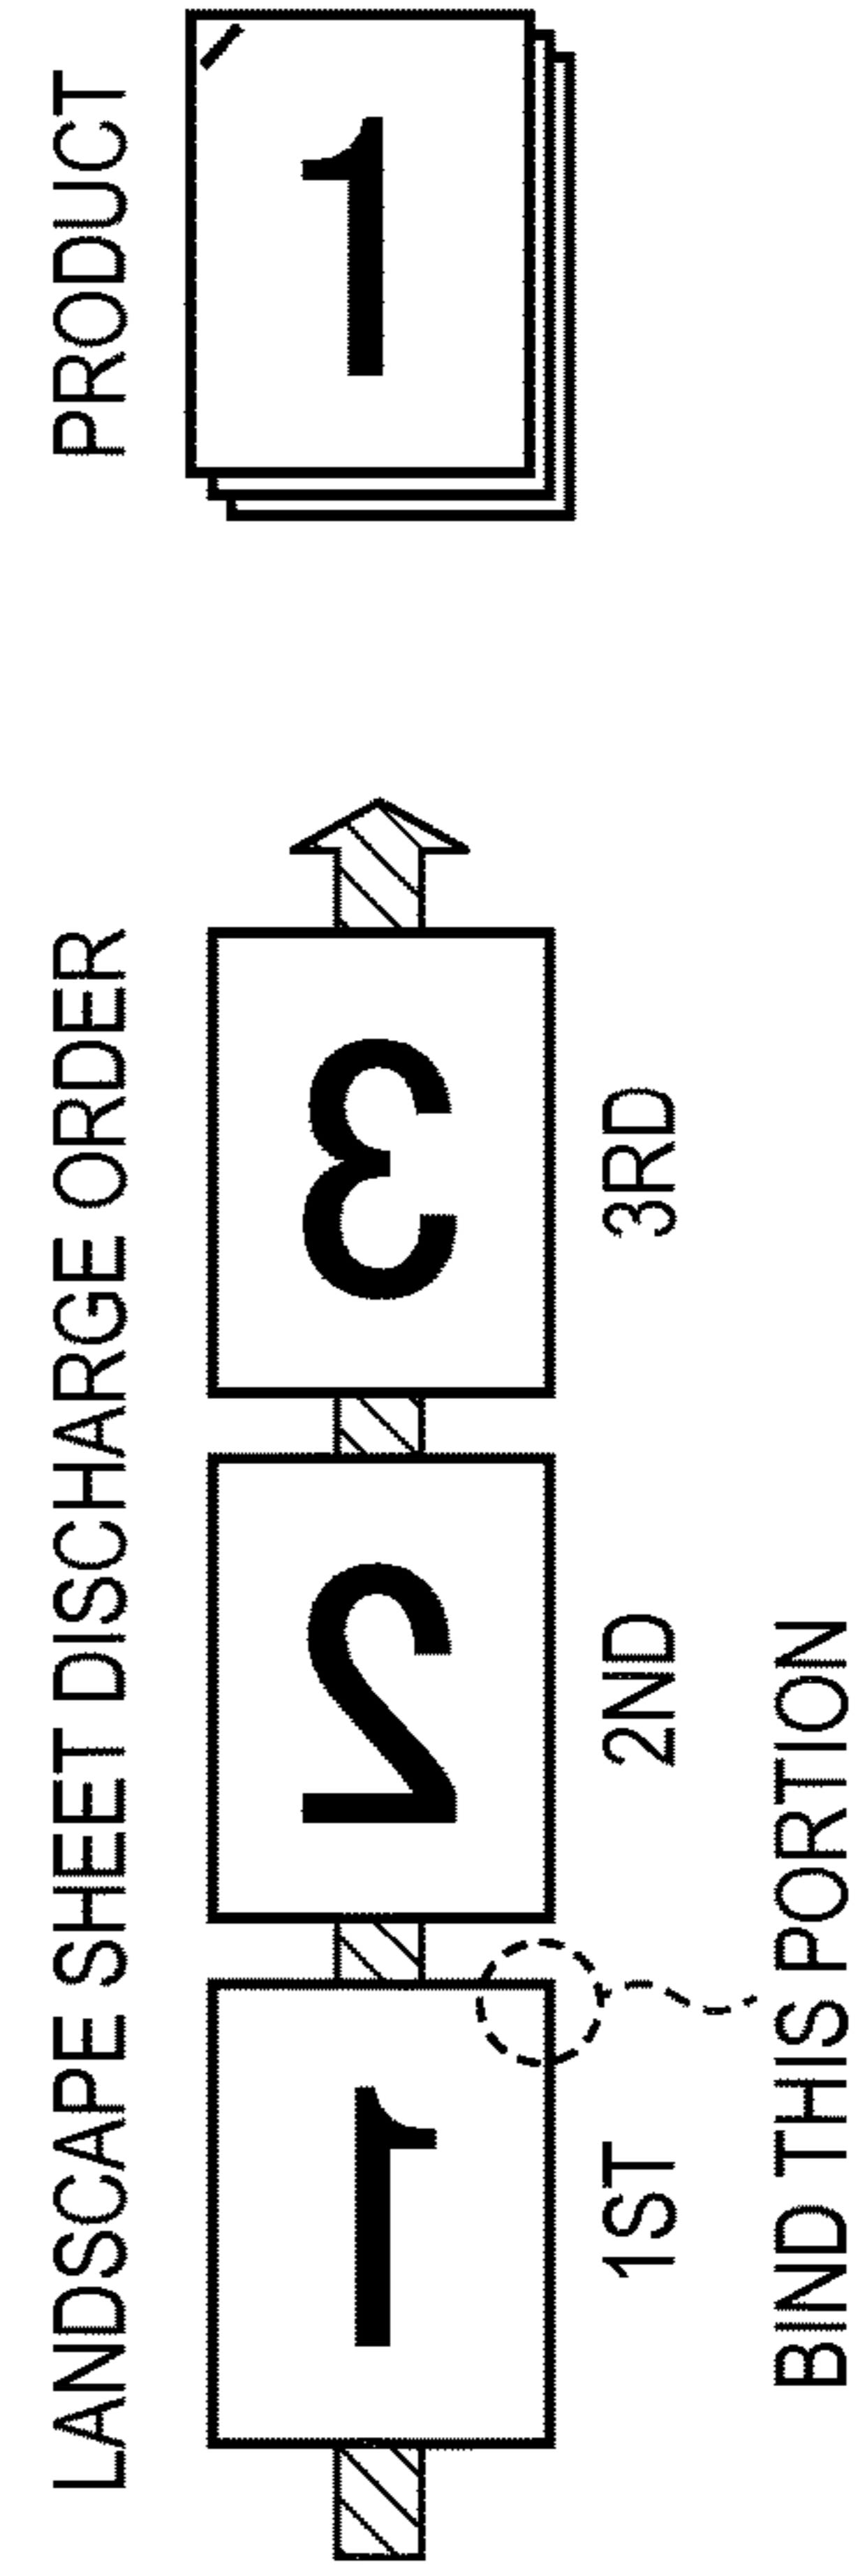 LANDSCAPE SHEET DISCHARGE ORDER
PRODUCT
1
2
3
1
1ST
2ND
3RD
BIND THIS PORTION